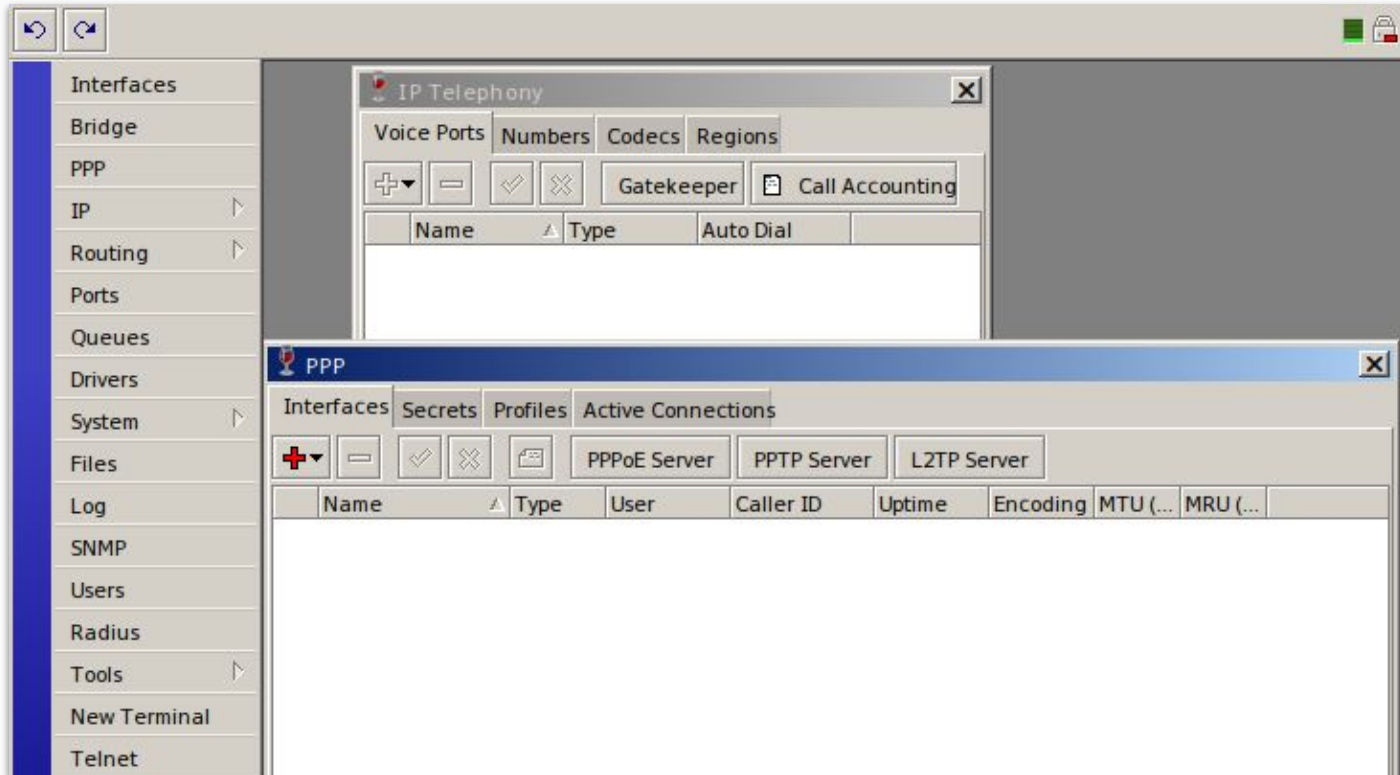 Interfaces
Bridge
PPP
IP
Routing
Ports
Queues
Drivers
System
Files
Log
SNMP
Users
Radius
Tools
New Terminal
Telnet
IP Telephony
Voice Ports Numbers Codecs Regions
Gatekeeper Call Accounting
Name Type Auto Dial
PPP
Interfaces Secrets Profiles Active Connections
PPPoE Server PPTP Server L2TP Server
Name Type User Caller ID Uptime Encoding MTU (... MRU (...